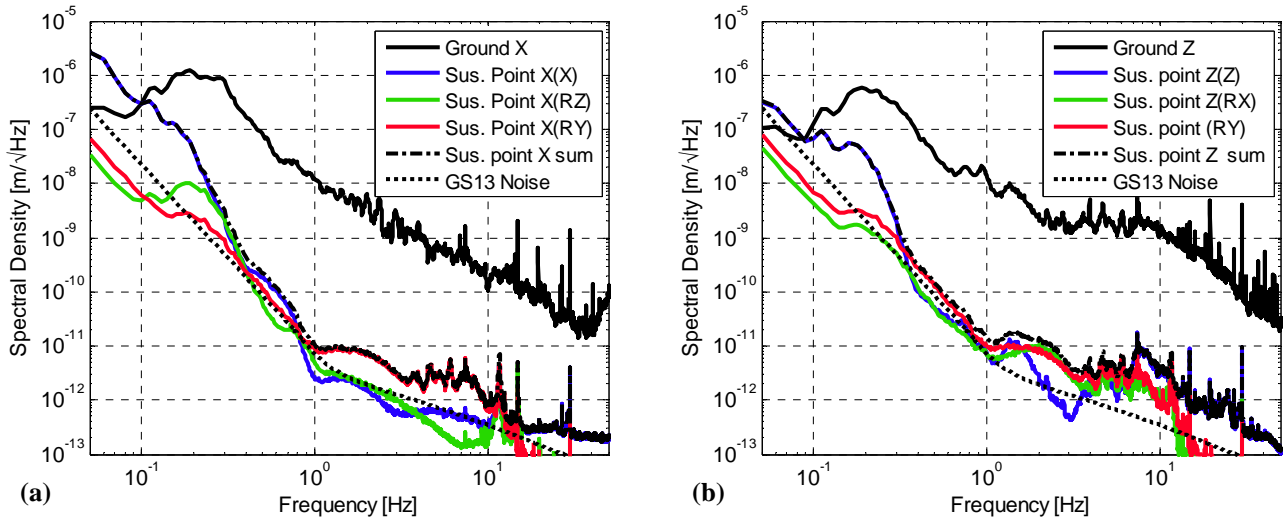 10^-5
10^-6
10^-7
10^-8
10^-9
10^-10
10^-11
10^-12
10^-13
Spectral Density [m/√Hz]
Ground X
Sus. Point X(X)
Sus. Point X(RZ)
Sus. Point X(RY)
Sus. point X sum
GS13 Noise
10^-1
10^0
10^1
(a)
Frequency [Hz]
10^-5
10^-6
10^-7
10^-8
10^-9
10^-10
10^-11
10^-12
10^-13
Spectral Density [m/√Hz]
Ground Z
Sus. point Z(Z)
Sus. point Z(RX)
Sus. point (RY)
Sus. point Z sum
GS13 Noise
10^-1
10^0
10^1
(b)
Frequency [Hz]